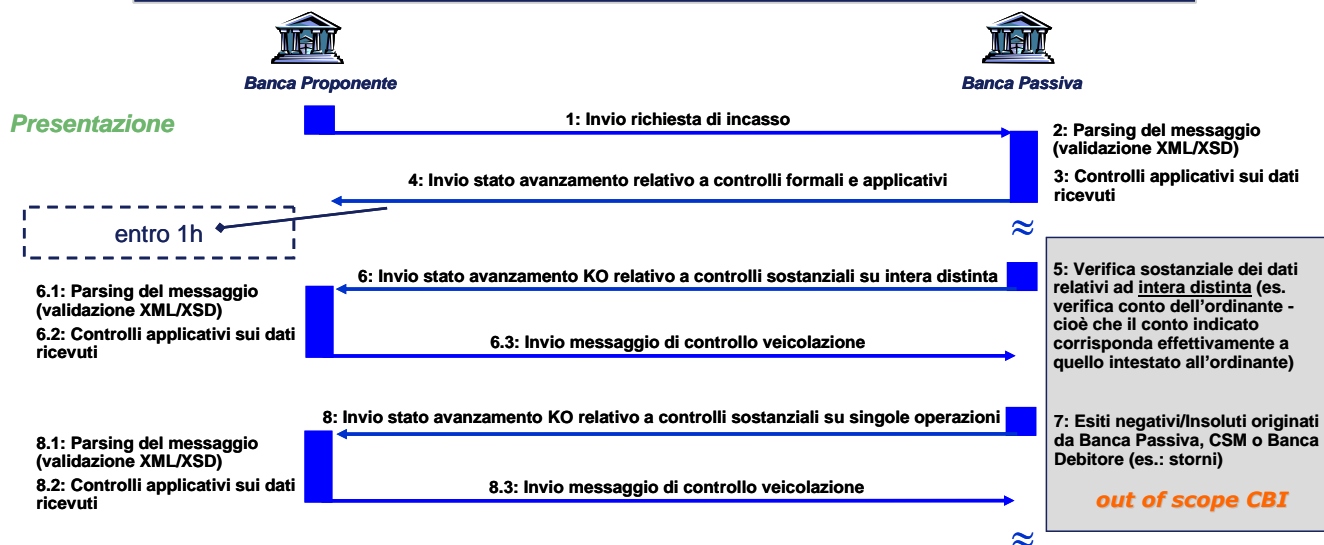 Banca Proponente
Banca Passiva
Presentazione
1: Invio richiesta di incasso
2: Parsing del messaggio
(validazione XML/XSD)
3: Controlli applicativi sui dati
ricevuti
4: Invio stato avanzamento relativo a controlli formali e applicativi
entro 1h
≈
5: Verifica sostanziale dei dati
relativi ad intera distinta (es.
verifica conto dell'ordinante -
cioè che il conto indicato
corrisponda effettivamente a
quello intestato all'ordinante)
6: Invio stato avanzamento KO relativo a controlli sostanziali su intera distinta
6.1: Parsing del messaggio
(validazione XML/XSD)
6.2: Controlli applicativi sui dati
ricevuti
6.3: Invio messaggio di controllo veicolazione
7: Esiti negativi/Insoluti originati
da Banca Passiva, CSM o Banca
Debitore (es.: storni)
out of scope CBI
8: Invio stato avanzamento KO relativo a controlli sostanziali su singole operazioni
8.1: Parsing del messaggio
(validazione XML/XSD)
8.2: Controlli applicativi sui dati
ricevuti
8.3: Invio messaggio di controllo veicolazione
≈